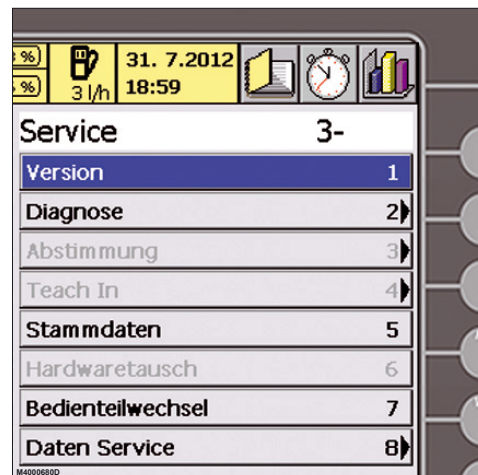 %)
%)
3 l/h
31. 7.2012
18:59
Service 3-
Version 1
Diagnose 2
Abstimmung 3
Teach In 4
Stammdaten 5
Hardwaretausch 6
Bedienteilwechsel 7
Daten Service 8
M4000680D